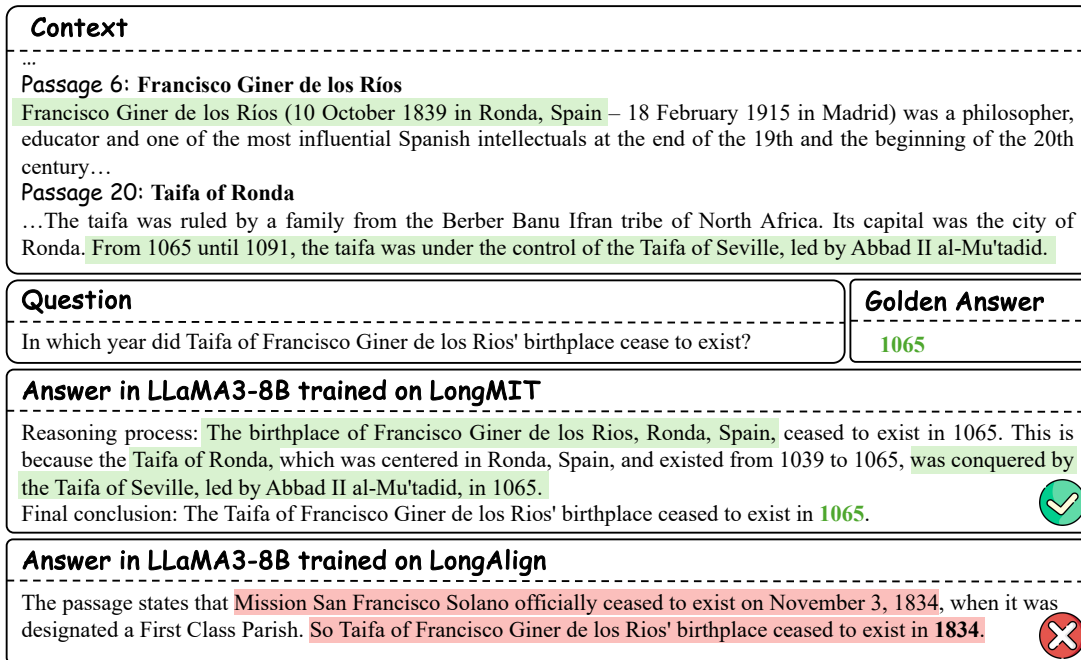 Context
...
Passage 6: Francisco Giner de los Ríos
Francisco Giner de los Ríos (10 October 1839 in Ronda, Spain – 18 February 1915 in Madrid) was a philosopher,
educator and one of the most influential Spanish intellectuals at the end of the 19th and the beginning of the 20th
century…
Passage 20: Taifa of Ronda
…The taifa was ruled by a family from the Berber Banu Ifran tribe of North Africa. Its capital was the city of
Ronda. From 1065 until 1091, the taifa was under the control of the Taifa of Seville, led by Abbad II al-Mu'tadid.
Question
In which year did Taifa of Francisco Giner de los Rios' birthplace cease to exist?
Golden Answer
1065
Answer in LLaMA3-8B trained on LongMIT
Reasoning process: The birthplace of Francisco Giner de los Rios, Ronda, Spain, ceased to exist in 1065. This is
because the Taifa of Ronda, which was centered in Ronda, Spain, and existed from 1039 to 1065, was conquered by
the Taifa of Seville, led by Abbad II al-Mu'tadid, in 1065.
Final conclusion: The Taifa of Francisco Giner de los Rios' birthplace ceased to exist in 1065.
Answer in LLaMA3-8B trained on LongAlign
The passage states that Mission San Francisco Solano officially ceased to exist on November 3, 1834, when it was
designated a First Class Parish. So Taifa of Francisco Giner de los Rios' birthplace ceased to exist in 1834.